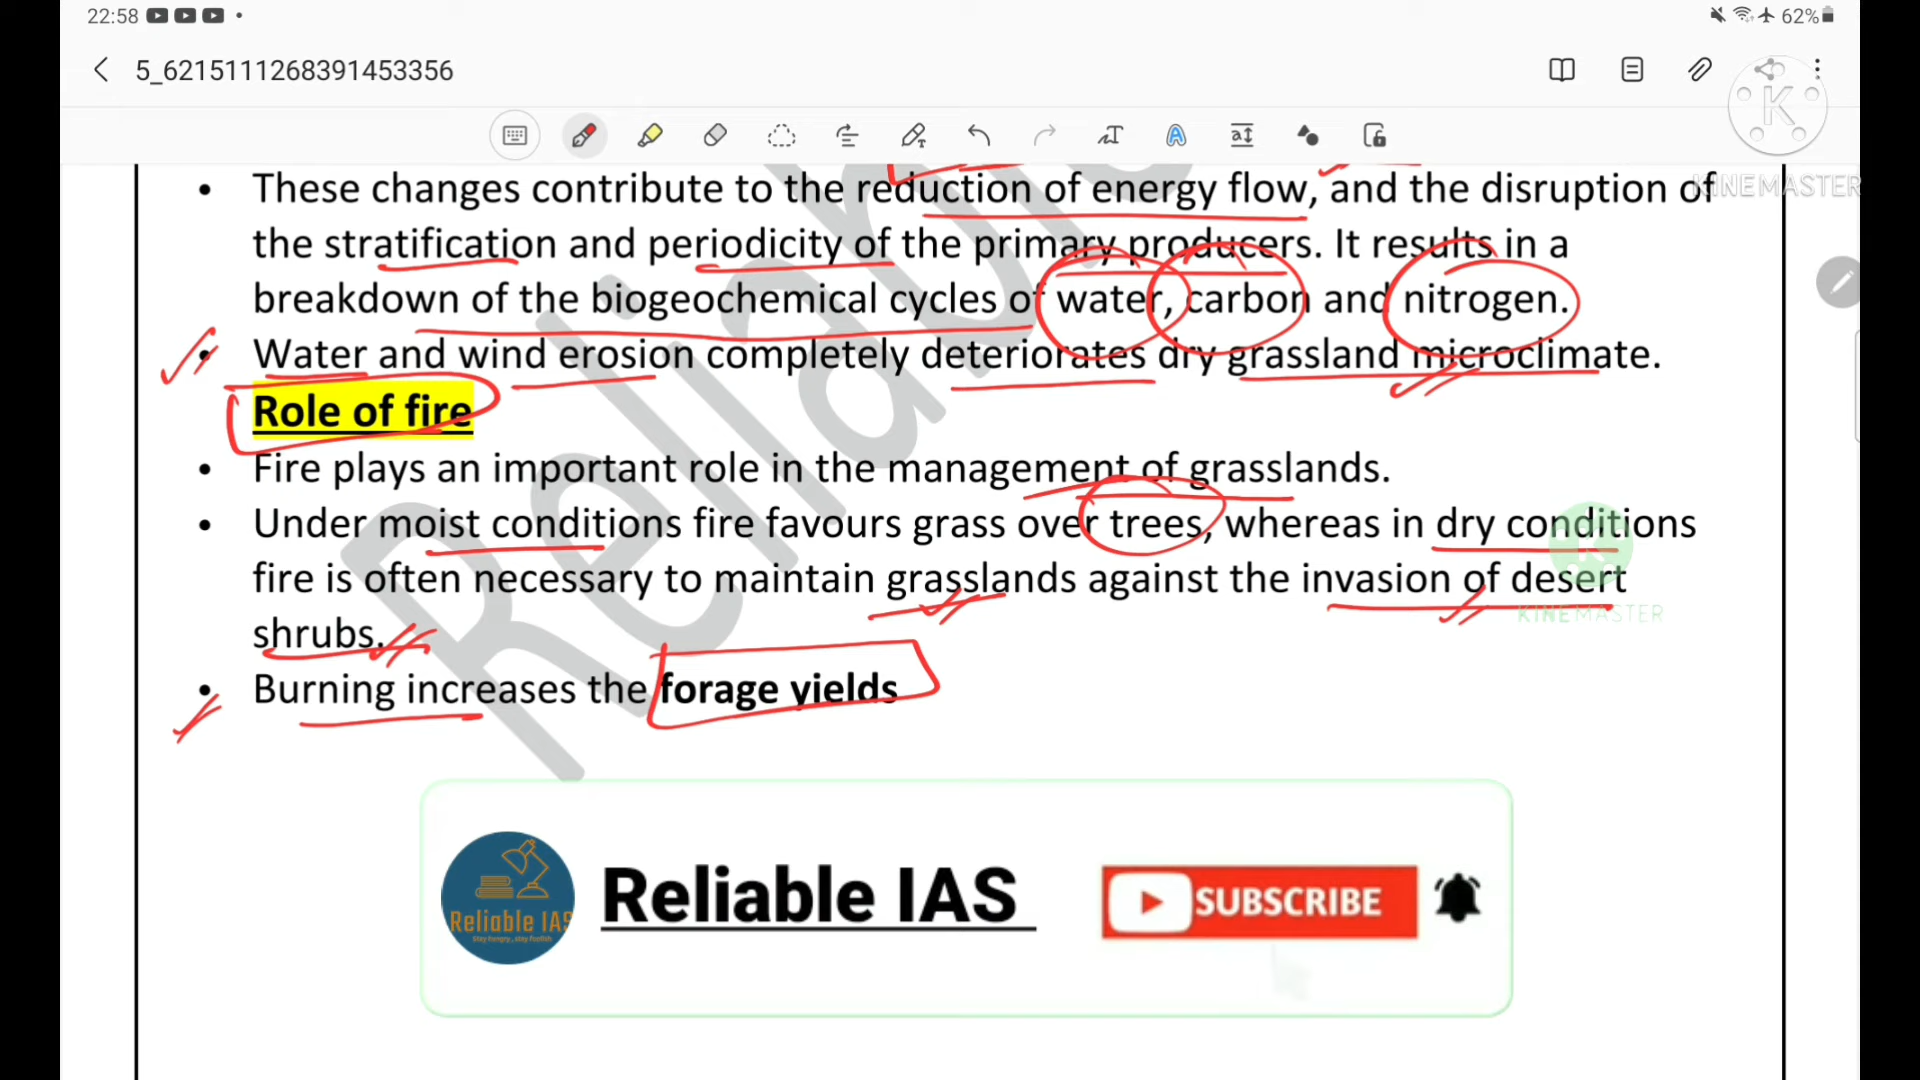 22:58
62%
5_6215111268391453356
KINEMASTER
• These changes contribute to the reduction of energy flow, and the disruption of
the stratification and periodicity of the primary producers. It results in a
breakdown of the biogeochemical cycles of water, carbon and nitrogen.
• Water and wind erosion completely deteriorates dry grassland microclimate.
Role of fire
• Fire plays an important role in the management of grasslands.
• Under moist conditions fire favours grass over trees, whereas in dry conditions
fire is often necessary to maintain grasslands against the invasion of desert
shrubs.
KINEMASTER
• Burning increases the forage yields
Reliable IAS
Stay hungry, stay foolish
Reliable IAS
SUBSCRIBE